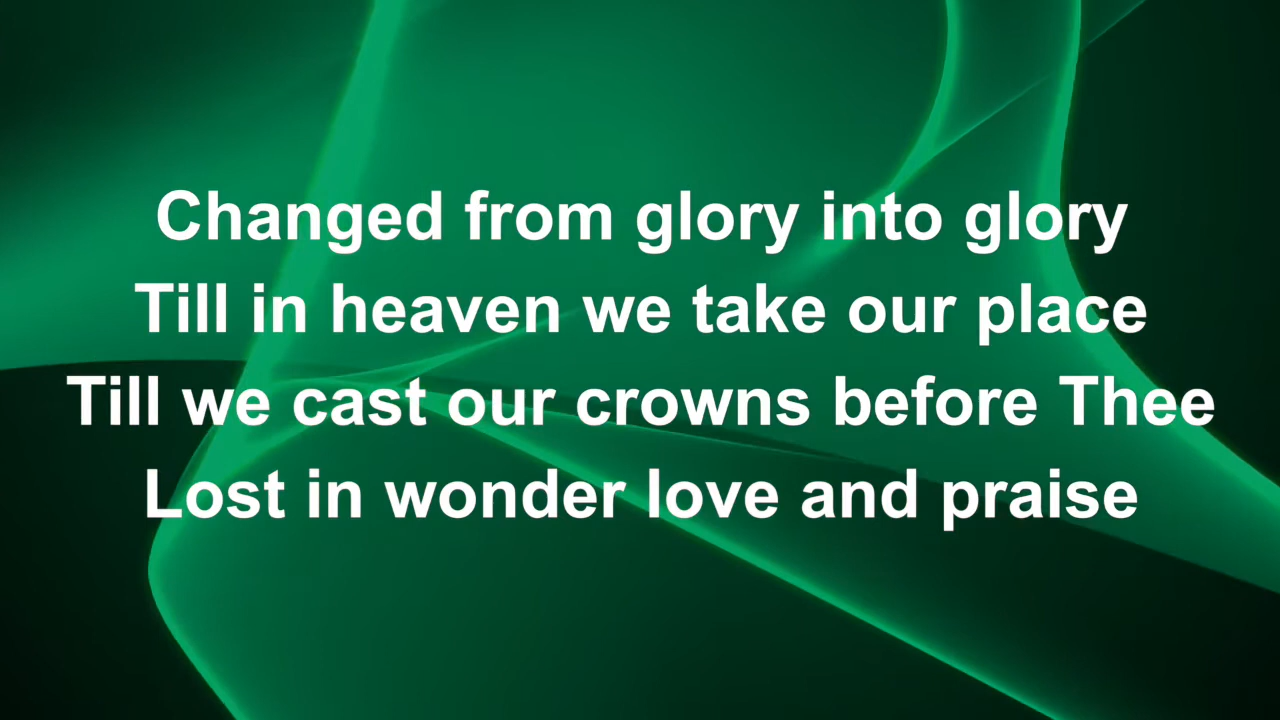 Changed from glory into glory
Till in heaven we take our place
Till we cast our crowns before Thee
Lost in wonder love and praise